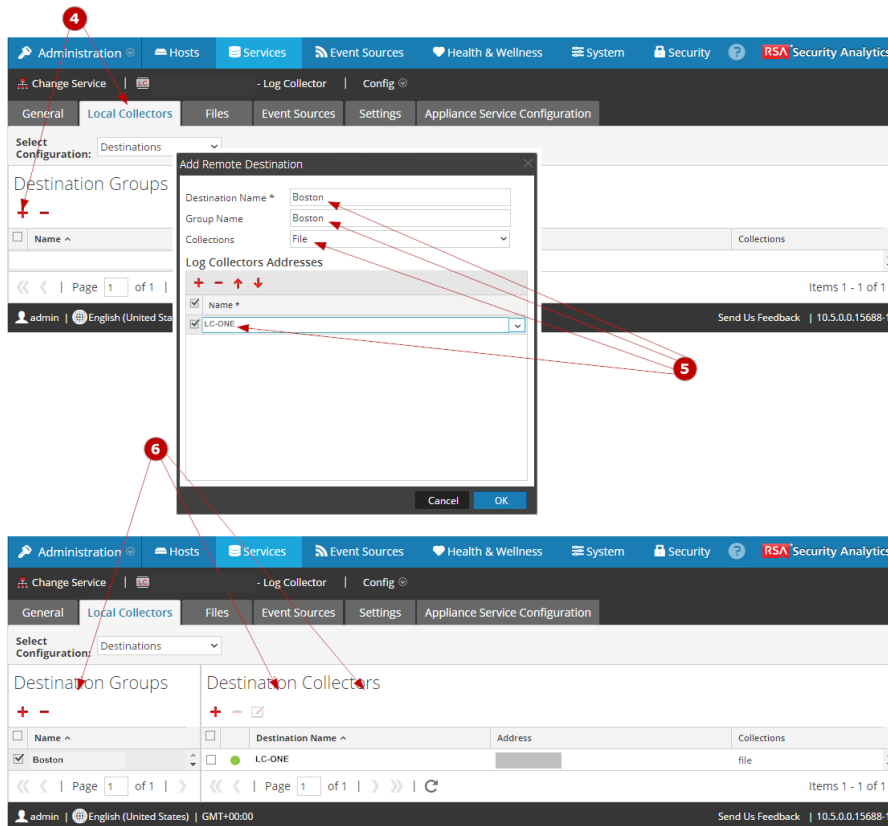 4
Administration Hosts Services Event Sources Health & Wellness System Security ? RSA Security Analytics
Change Service | LC - Log Collector | Config
General Local Collectors Files Event Sources Settings Appliance Service Configuration
Select Configuration: Destinations
Add Remote Destination
Destination Groups
Destination Name * Boston
Group Name Boston
Collections File
Name
Collections
Log Collectors Addresses
Name *
LC-ONE
Page 1 of 1 |
Items 1 - 1 of 1
admin | English (United Sta
Send Us Feedback | 10.5.0.0.15688-1
5
6
Cancel OK
Administration Hosts Services Event Sources Health & Wellness System Security ? RSA Security Analytics
Change Service | LC - Log Collector | Config
General Local Collectors Files Event Sources Settings Appliance Service Configuration
Select Configuration: Destinations
Destination Groups Destination Collectors
Name Destination Name Address Collections
Boston LC-ONE file
| Page 1 of 1 | | Page 1 of 1 | | Items 1 - 1 of 1
admin | English (United States) | GMT+00:00 Send Us Feedback | 10.5.0.0.15688-1